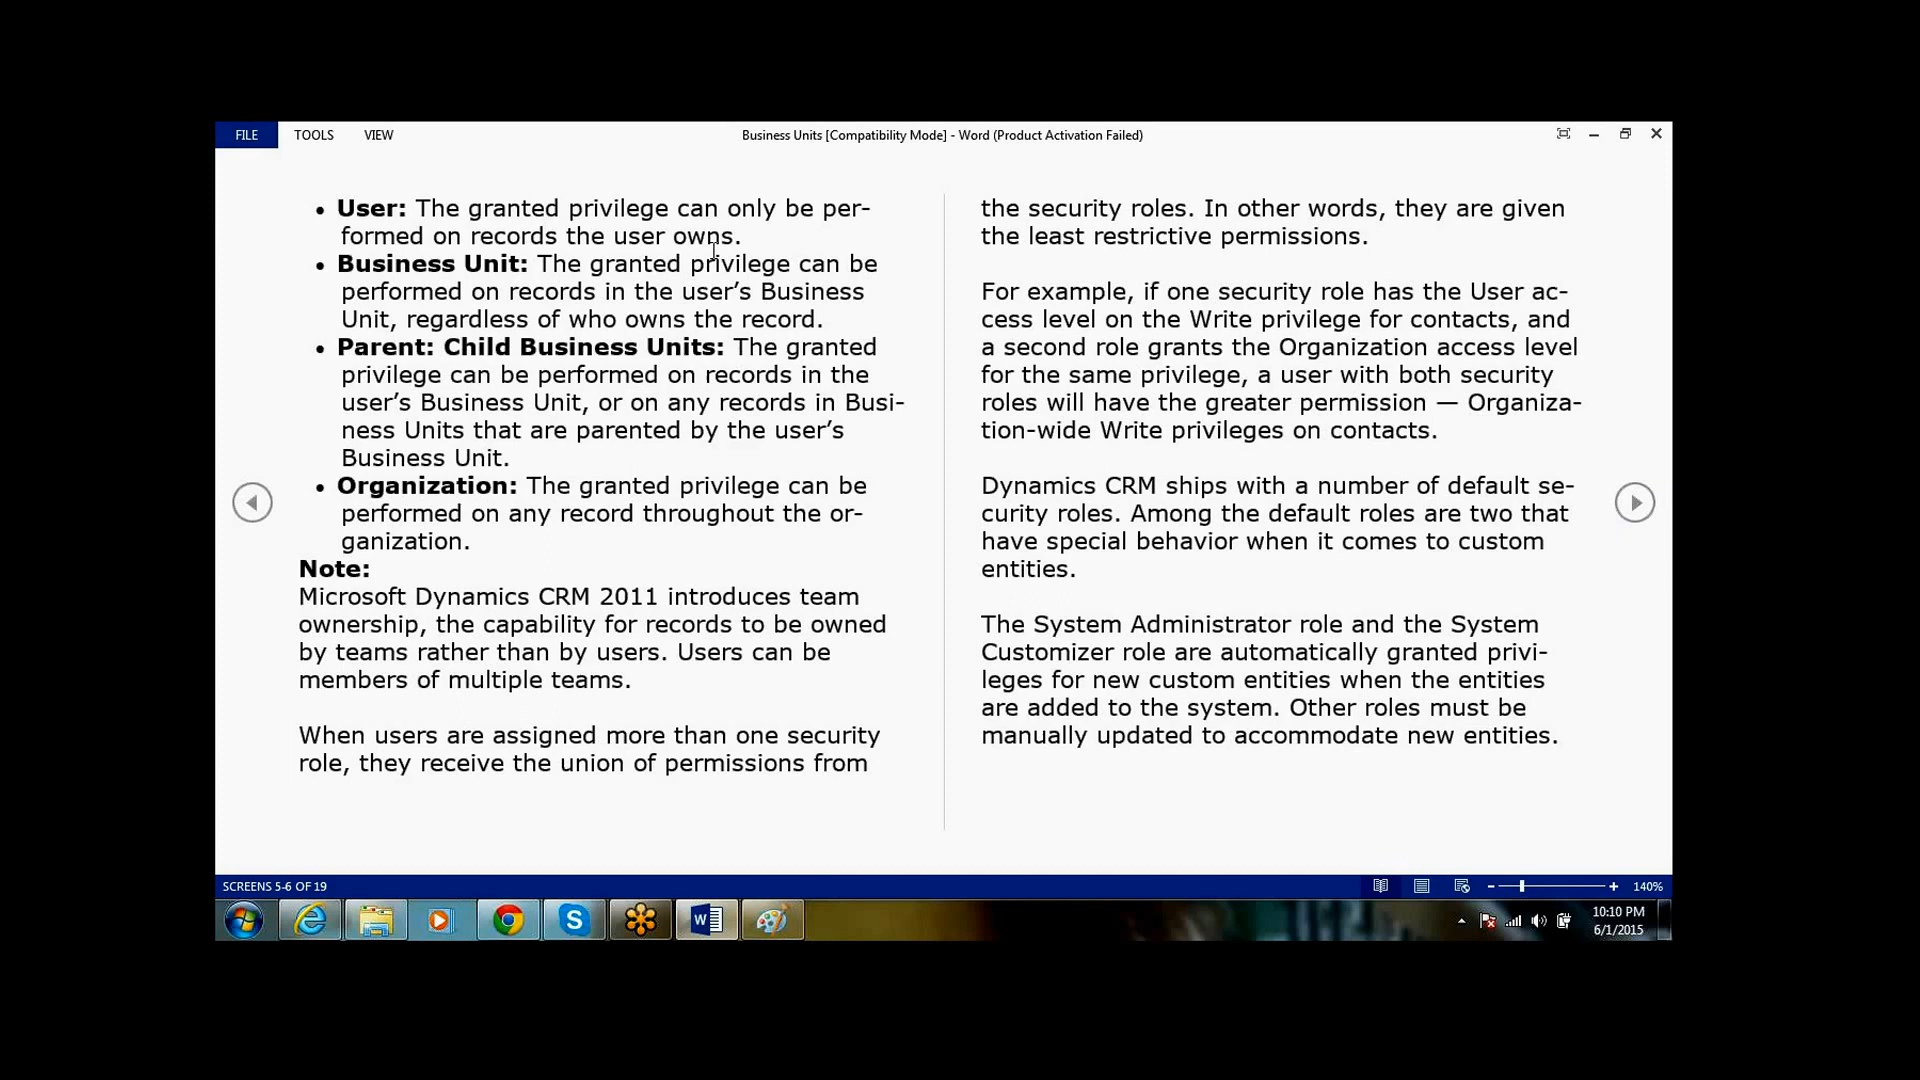 FILE TOOLS VIEW Business Units [Compatibility Mode] - Word (Product Activation Failed)
• User: The granted privilege can only be per-
formed on records the user owns.
• Business Unit: The granted privilege can be
performed on records in the user’s Business
Unit, regardless of who owns the record.
• Parent: Child Business Units: The granted
privilege can be performed on records in the
user’s Business Unit, or on any records in Busi-
ness Units that are parented by the user’s
Business Unit.
• Organization: The granted privilege can be
performed on any record throughout the or-
ganization.
Note:
Microsoft Dynamics CRM 2011 introduces team
ownership, the capability for records to be owned
by teams rather than by users. Users can be
members of multiple teams.
When users are assigned more than one security
role, they receive the union of permissions from
the security roles. In other words, they are given
the least restrictive permissions.
For example, if one security role has the User ac-
cess level on the Write privilege for contacts, and
a second role grants the Organization access level
for the same privilege, a user with both security
roles will have the greater permission — Organiza-
tion-wide Write privileges on contacts.
Dynamics CRM ships with a number of default se-
curity roles. Among the default roles are two that
have special behavior when it comes to custom
entities.
The System Administrator role and the System
Customizer role are automatically granted privi-
leges for new custom entities when the entities
are added to the system. Other roles must be
manually updated to accommodate new entities.
SCREENS 5-6 OF 19 140%
10:10 PM
6/1/2015